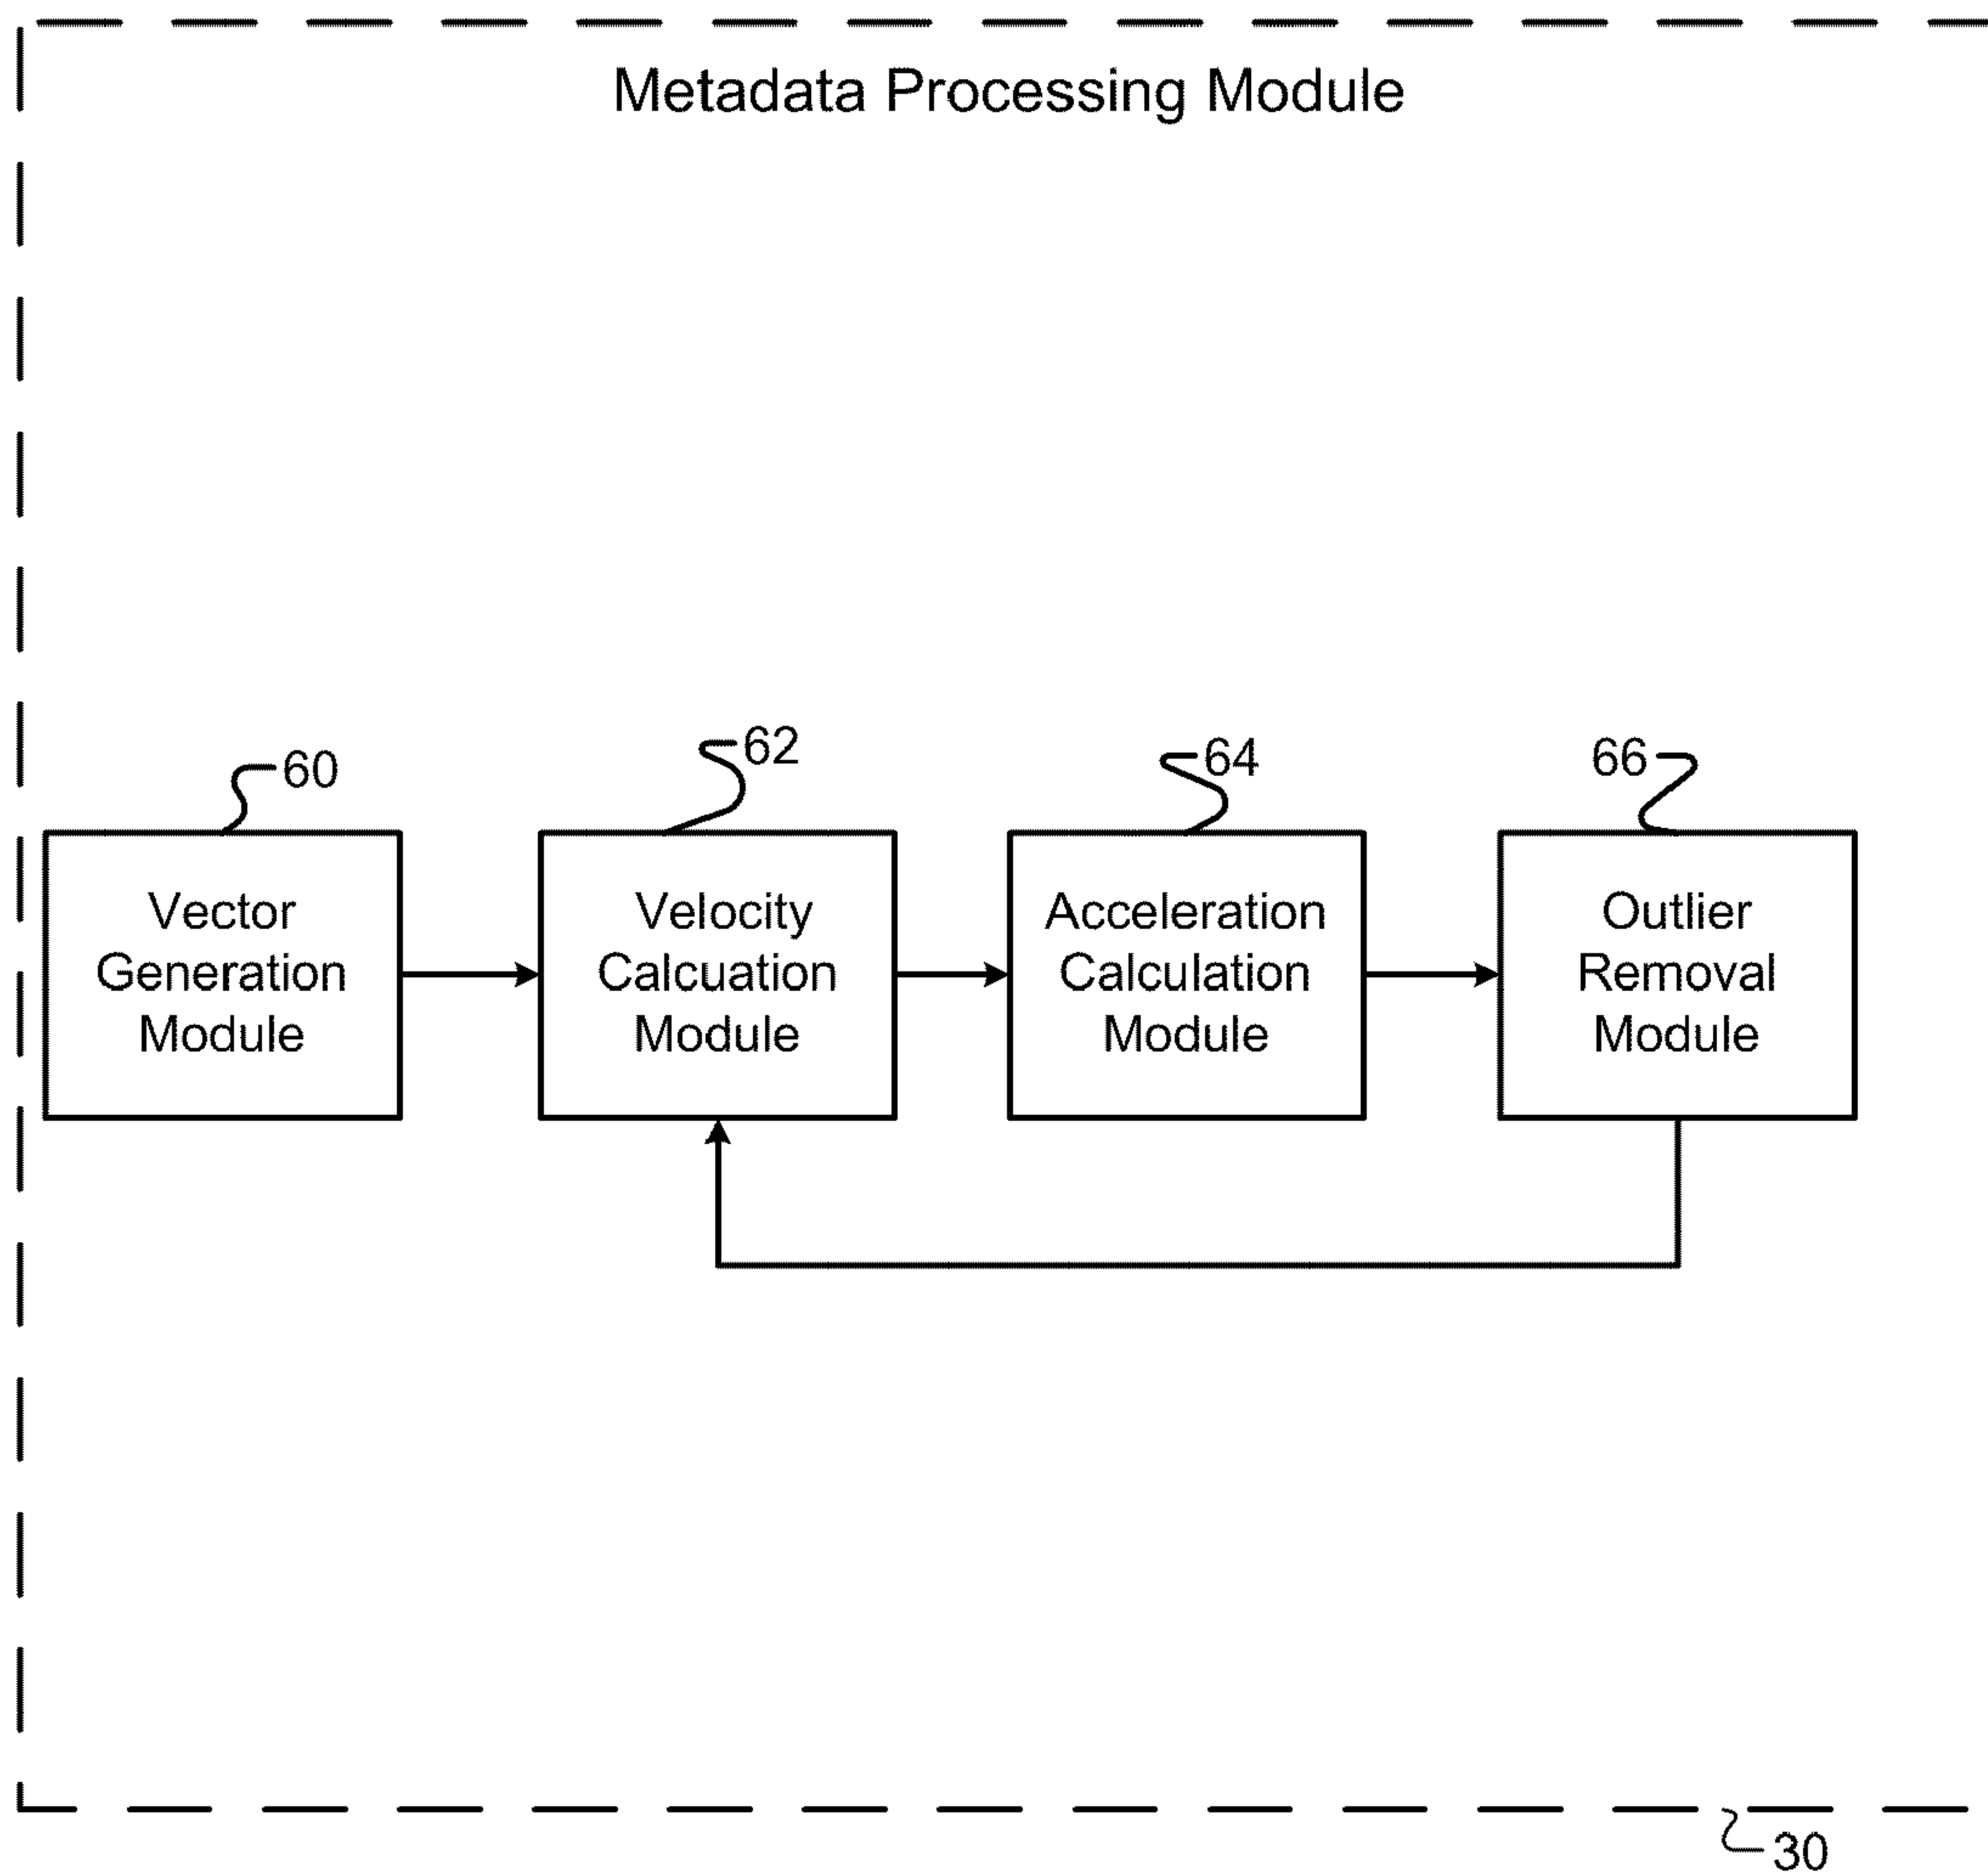 Metadata Processing Module
60
62
64
66
Vector
Generation
Module
Velocity
Calcuation
Module
Acceleration
Calculation
Module
Outlier
Removal
Module
30